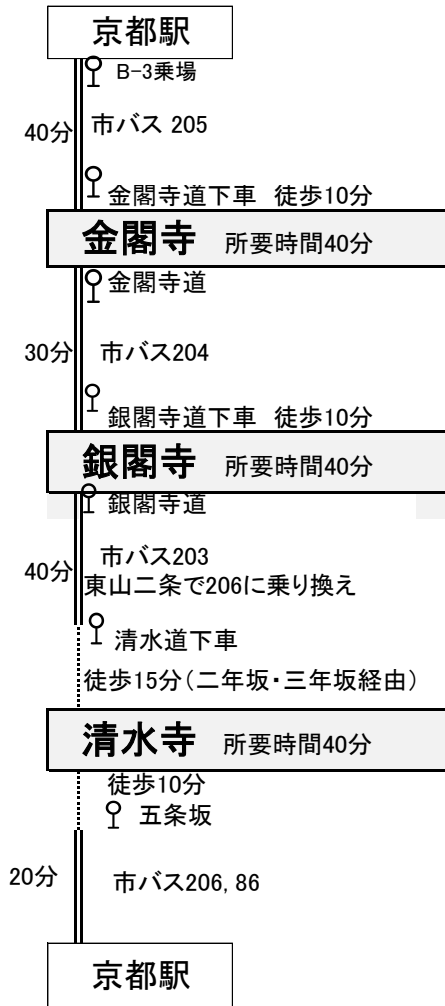 京都駅
B-3乗場
40分 市バス 205
金閣寺道下車 徒歩10分
金閣寺 所要時間40分
金閣寺道
30分 市バス204
銀閣寺道下車 徒歩10分
銀閣寺 所要時間40分
銀閣寺道
市バス203
40分 東山二条で206に乗り換え
清水道下車
徒歩15分(二年坂・三年坂経由)
清水寺 所要時間40分
徒歩10分
五条坂
20分 市バス206, 86
京都駅